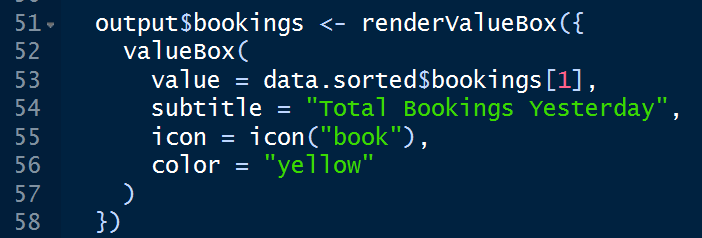 51 output$bookings <- renderValueBox({
52 valueBox(
53 value = data.sorted$bookings[1],
54 subtitle = "Total Bookings Yesterday",
55 icon = icon("book"),
56 color = "yellow"
57 )
58 })